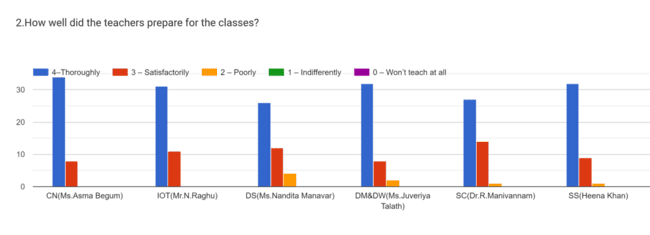 2.How well did the teachers prepare for the classes?
4–Thoroughly 3 – Satisfactorily 2 – Poorly 1 – Indifferently 0 – Won't teach at all
30
20
10
0
CN(Ms.Asma Begum) IOT(Mr.N.Raghu) DS(Ms.Nandita Manavar) DM&DW(Ms.Juveriya SC(Dr.R.Manivannam) SS(Heena Khan)
Talath)